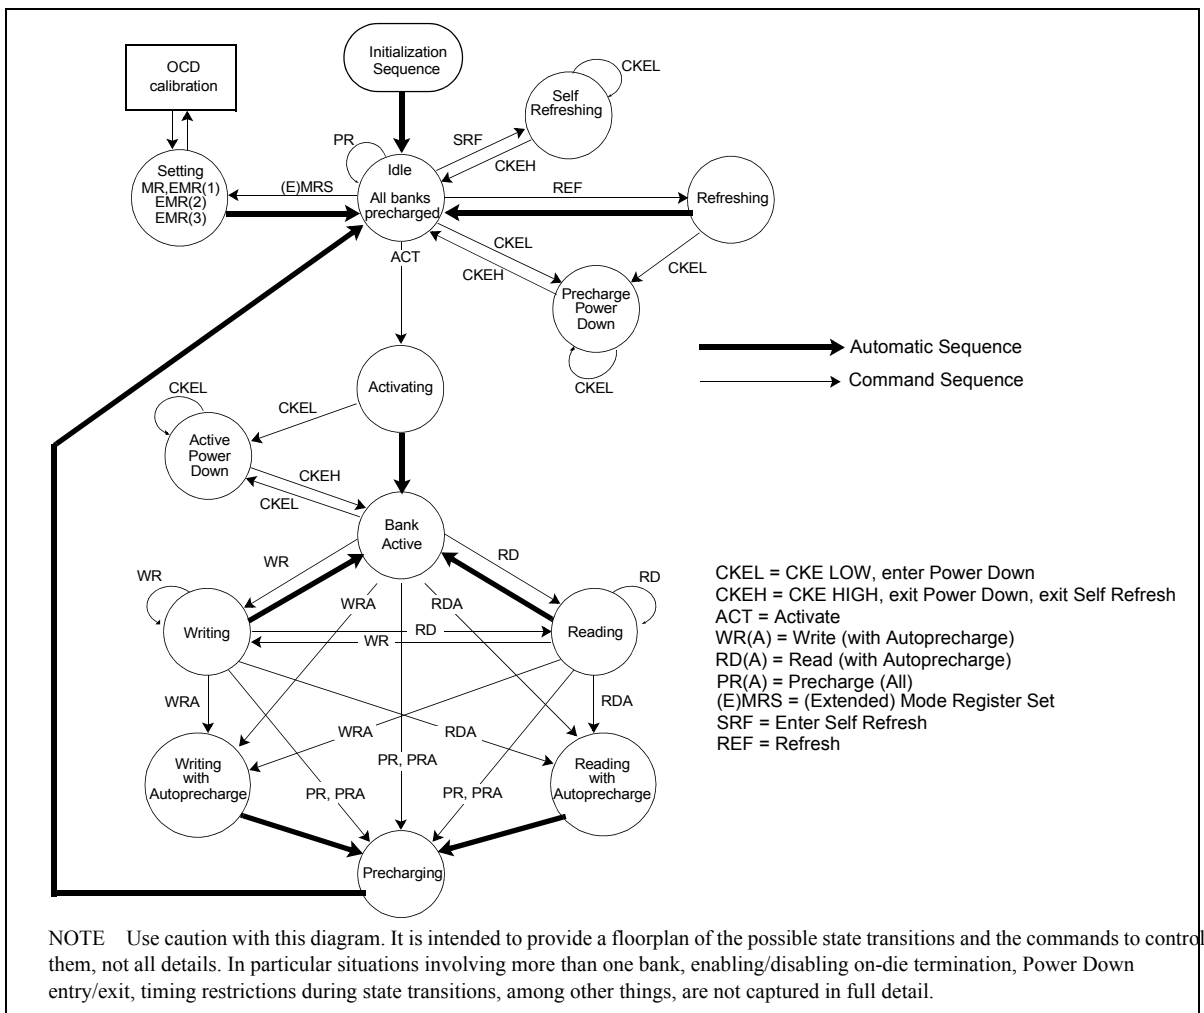 Initialization
Sequence
OCD
calibration
CKEL
Self
Refreshing
PR
SRF
CKEH
Idle
All banks
precharged
Setting
MR,EMR(1)
EMR(2)
EMR(3)
(E)MRS
REF
Refreshing
ACT
CKEL
CKEH
CKEL
Precharge
Power
Down
CKEL
Automatic Sequence
Command Sequence
Activating
CKEL
CKEL
Active
Power
Down
CKEH
CKEL
Bank
Active
WR
RD
WR
RD
WRA
RDA
Writing
RD
WR
Reading
WRA
RDA
WRA
RDA
PR, PRA
Writing
with
Autoprecharge
Reading
with
Autoprecharge
PR, PRA
PR, PRA
Precharging
CKEL = CKE LOW, enter Power Down
CKEH = CKE HIGH, exit Power Down, exit Self Refresh
ACT = Activate
WR(A) = Write (with Autoprecharge)
RD(A) = Read (with Autoprecharge)
PR(A) = Precharge (All)
(E)MRS = (Extended) Mode Register Set
SRF = Enter Self Refresh
REF = Refresh
NOTE Use caution with this diagram. It is intended to provide a floorplan of the possible state transitions and the commands to control
them, not all details. In particular situations involving more than one bank, enabling/disabling on-die termination, Power Down
entry/exit, timing restrictions during state transitions, among other things, are not captured in full detail.